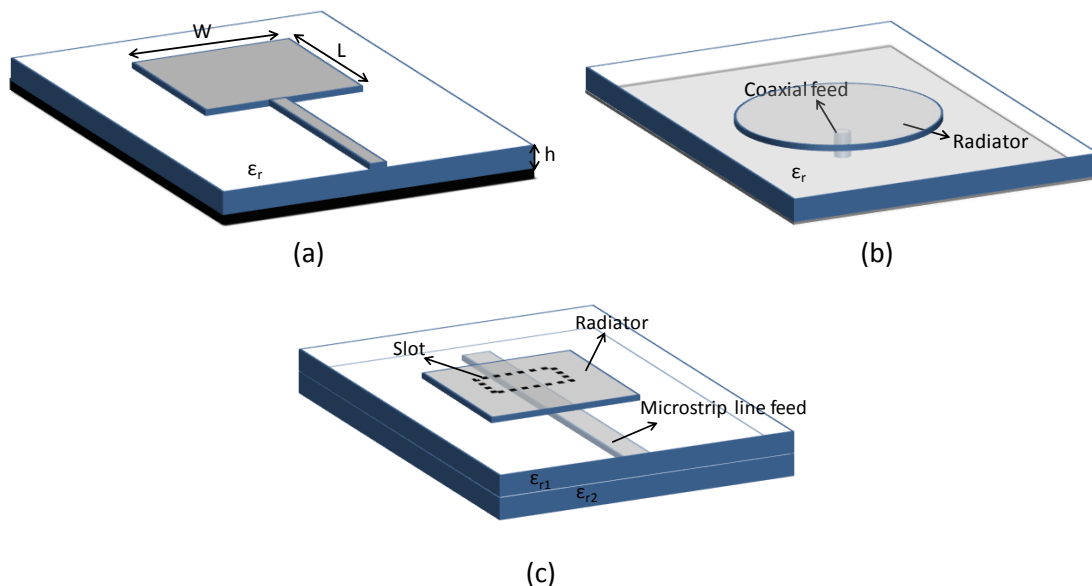 W
L
h
εr
(a)
Coaxial feed
Radiator
εr
(b)
Radiator
Slot
Microstrip line feed
εr1
εr2
(c)